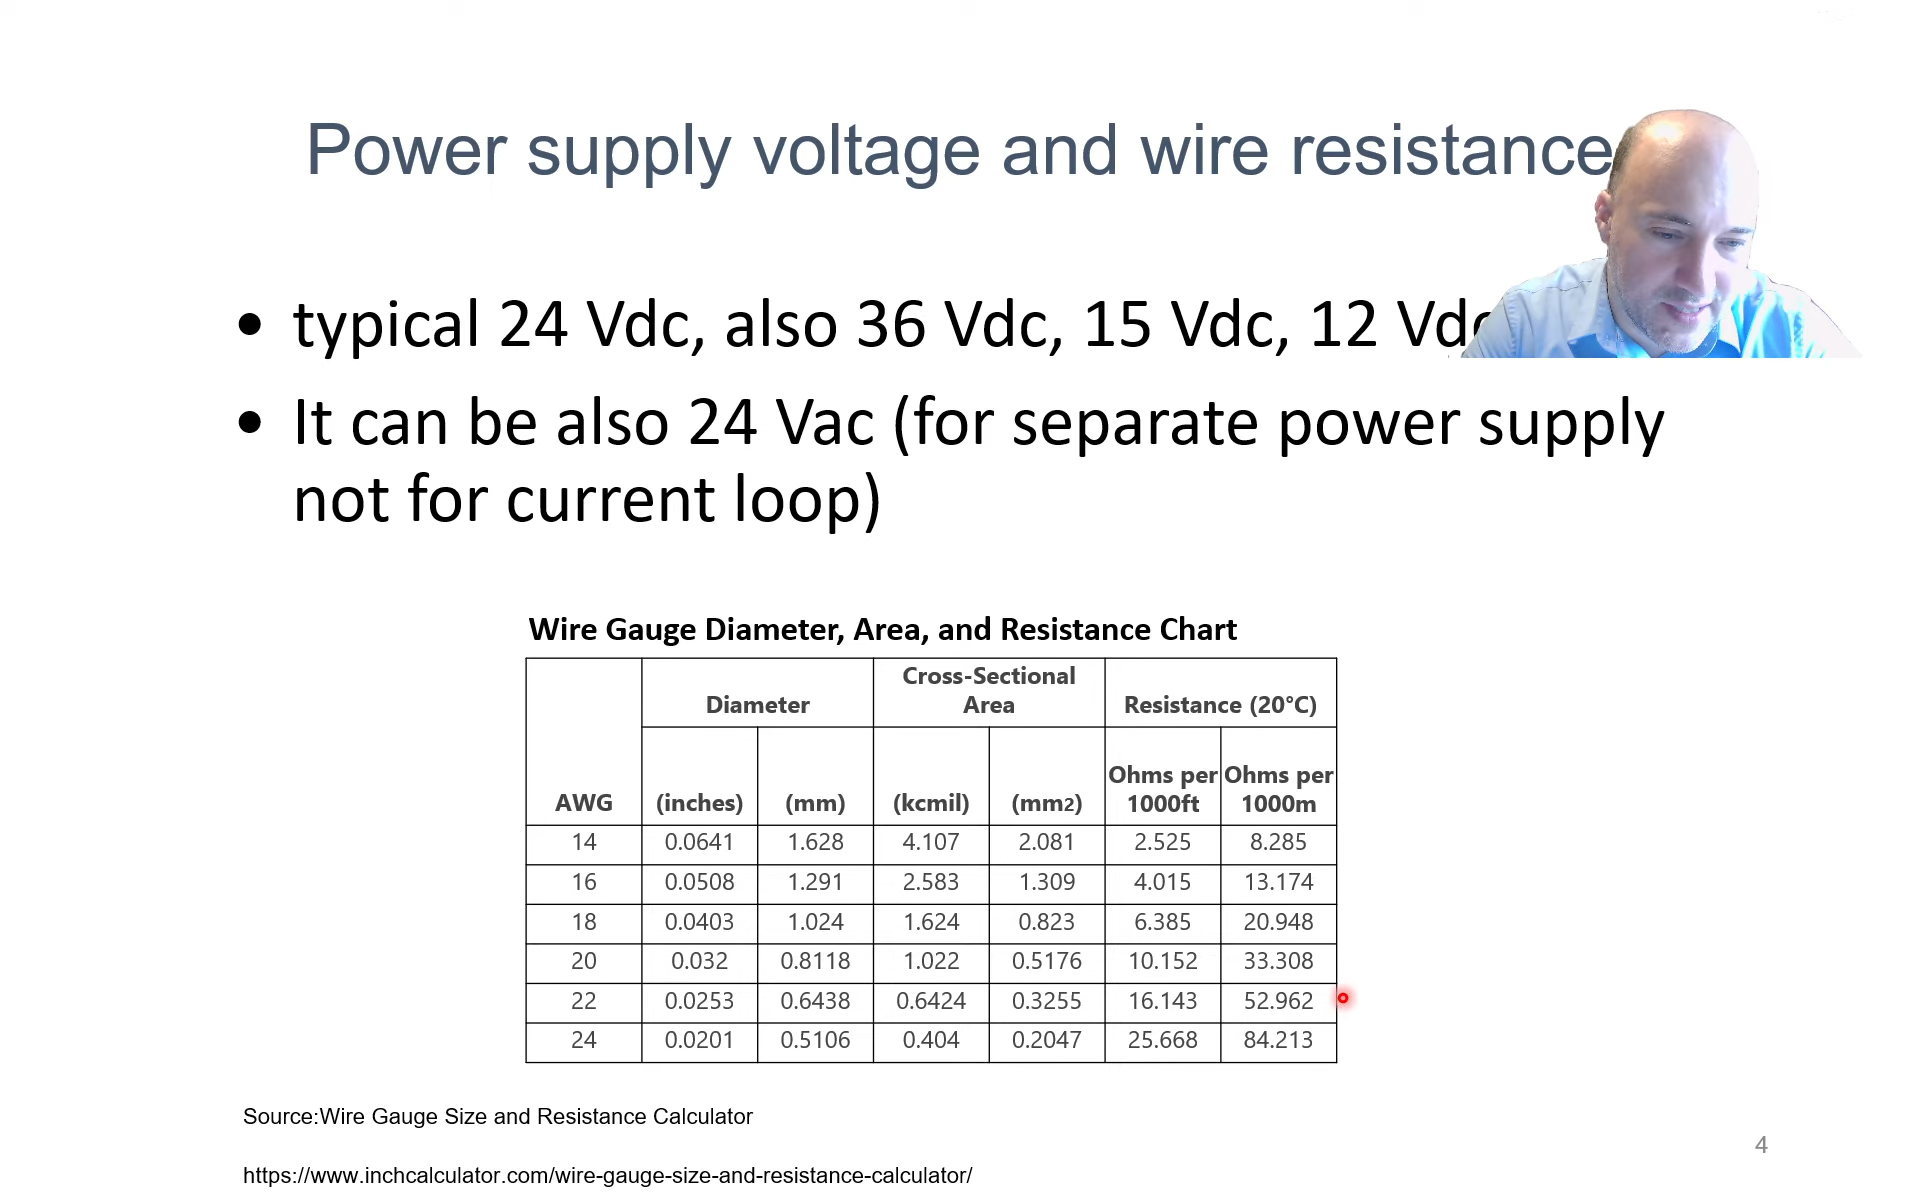 Power supply voltage and wire resistance
• typical 24 Vdc, also 36 Vdc, 15 Vdc, 12 Vdc
• It can be also 24 Vac (for separate power supply
not for current loop)
Wire Gauge Diameter, Area, and Resistance Chart
AWG Diameter Cross-Sectional Area Resistance (20°C)
(inches) (mm) (kcmil) (mm2) Ohms per 1000ft Ohms per 1000m
14 0.0641 1.628 4.107 2.081 2.525 8.285
16 0.0508 1.291 2.583 1.309 4.015 13.174
18 0.0403 1.024 1.624 0.823 6.385 20.948
20 0.032 0.8118 1.022 0.5176 10.152 33.308
22 0.0253 0.6438 0.6424 0.3255 16.143 52.962
24 0.0201 0.5106 0.404 0.2047 25.668 84.213
Source:Wire Gauge Size and Resistance Calculator
4
https://www.inchcalculator.com/wire-gauge-size-and-resistance-calculator/